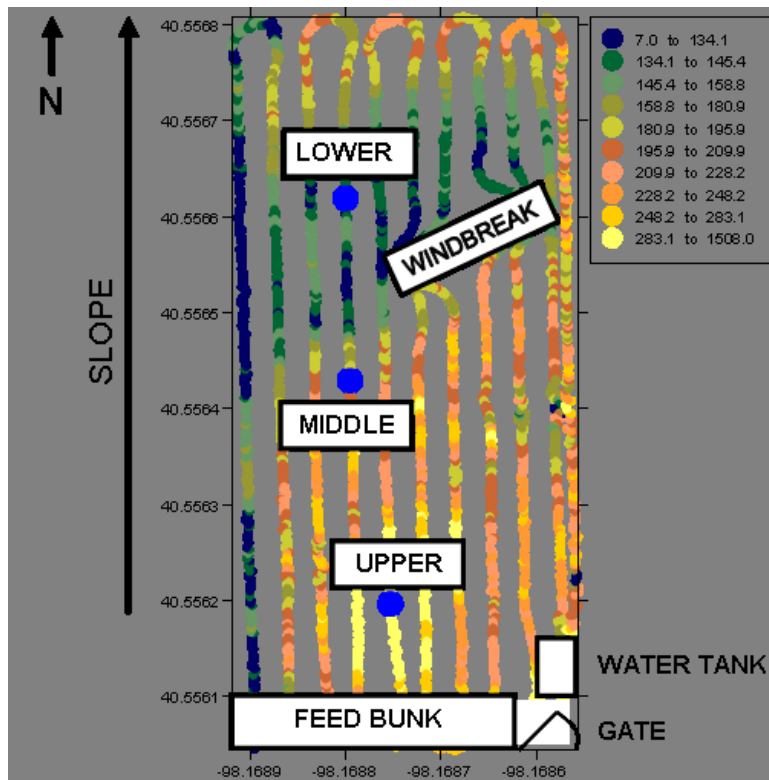 40.5568
40.5567
40.5566
40.5565
40.5564
40.5563
40.5562
40.5561
N
SLOPE
LOWER
WINDBREAK
MIDDLE
UPPER
WATER TANK
FEED BUNK
GATE
-98.1689 -98.1688 -98.1687 -98.1686
7.0 to 134.1
134.1 to 145.4
145.4 to 158.8
158.8 to 180.9
180.9 to 195.9
195.9 to 209.9
209.9 to 228.2
228.2 to 248.2
248.2 to 283.1
283.1 to 1508.0